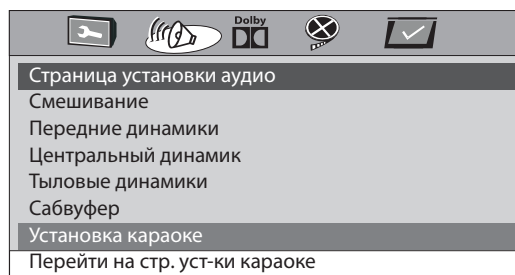 Dolby
Страница установки аудио
Смешивание
Передние динамики
Центральный динамик
Тыловые динамики
Сабвуфер
Установка караоке
Перейти на стр. уст-ки караоке